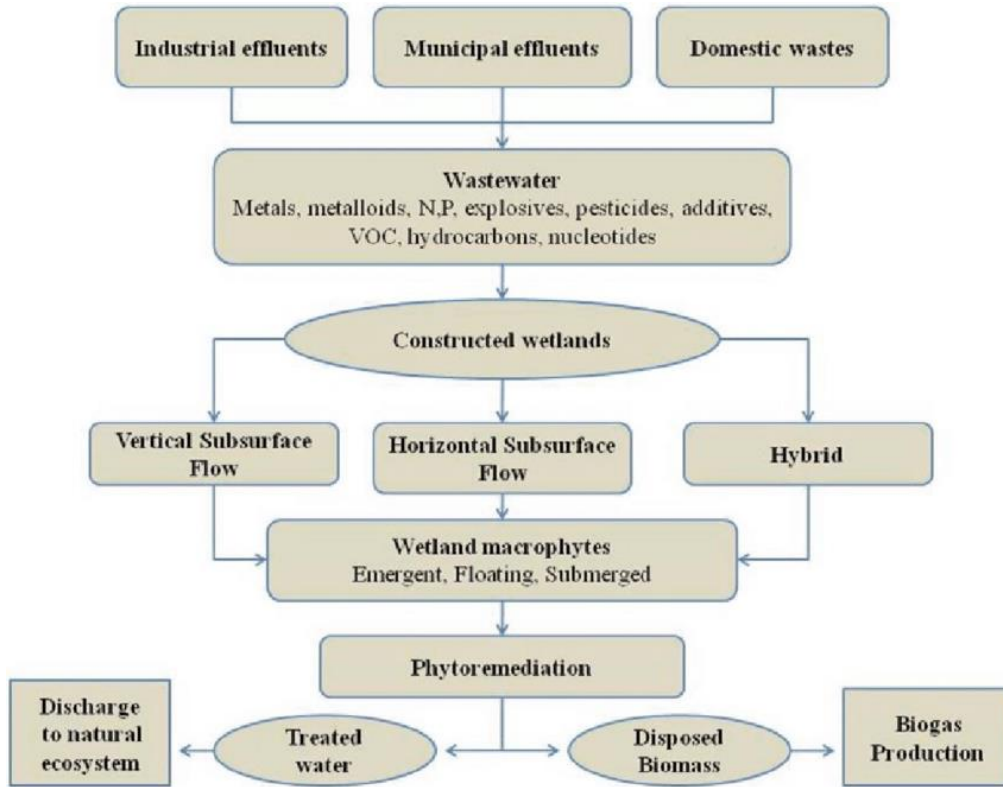 Industrial effluents
Municipal effluents
Domestic wastes
Wastewater
Metals, metalloids, N,P, explosives, pesticides, additives,
VOC, hydrocarbons, nucleotides
Constructed wetlands
Vertical Subsurface
Flow
Horizontal Subsurface
Flow
Hybrid
Wetland macrophytes
Emergent, Floating, Submerged
Phytoremediation
Discharge
to natural
ecosystem
Treated
water
Disposed
Biomass
Biogas
Production